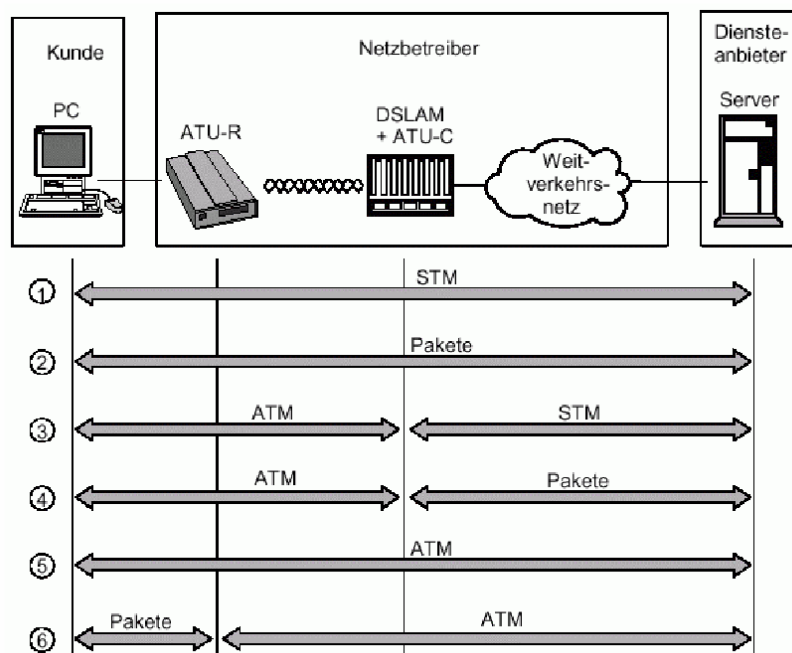 Kunde
Netzbetreiber
Dienste-
anbieter
PC
ATU-R
DSLAM
+ ATU-C
Server
Weit-
verkehrs-
netz
1 STM
2 Pakete
3 ATM STM
4 ATM Pakete
5 ATM
6 Pakete ATM